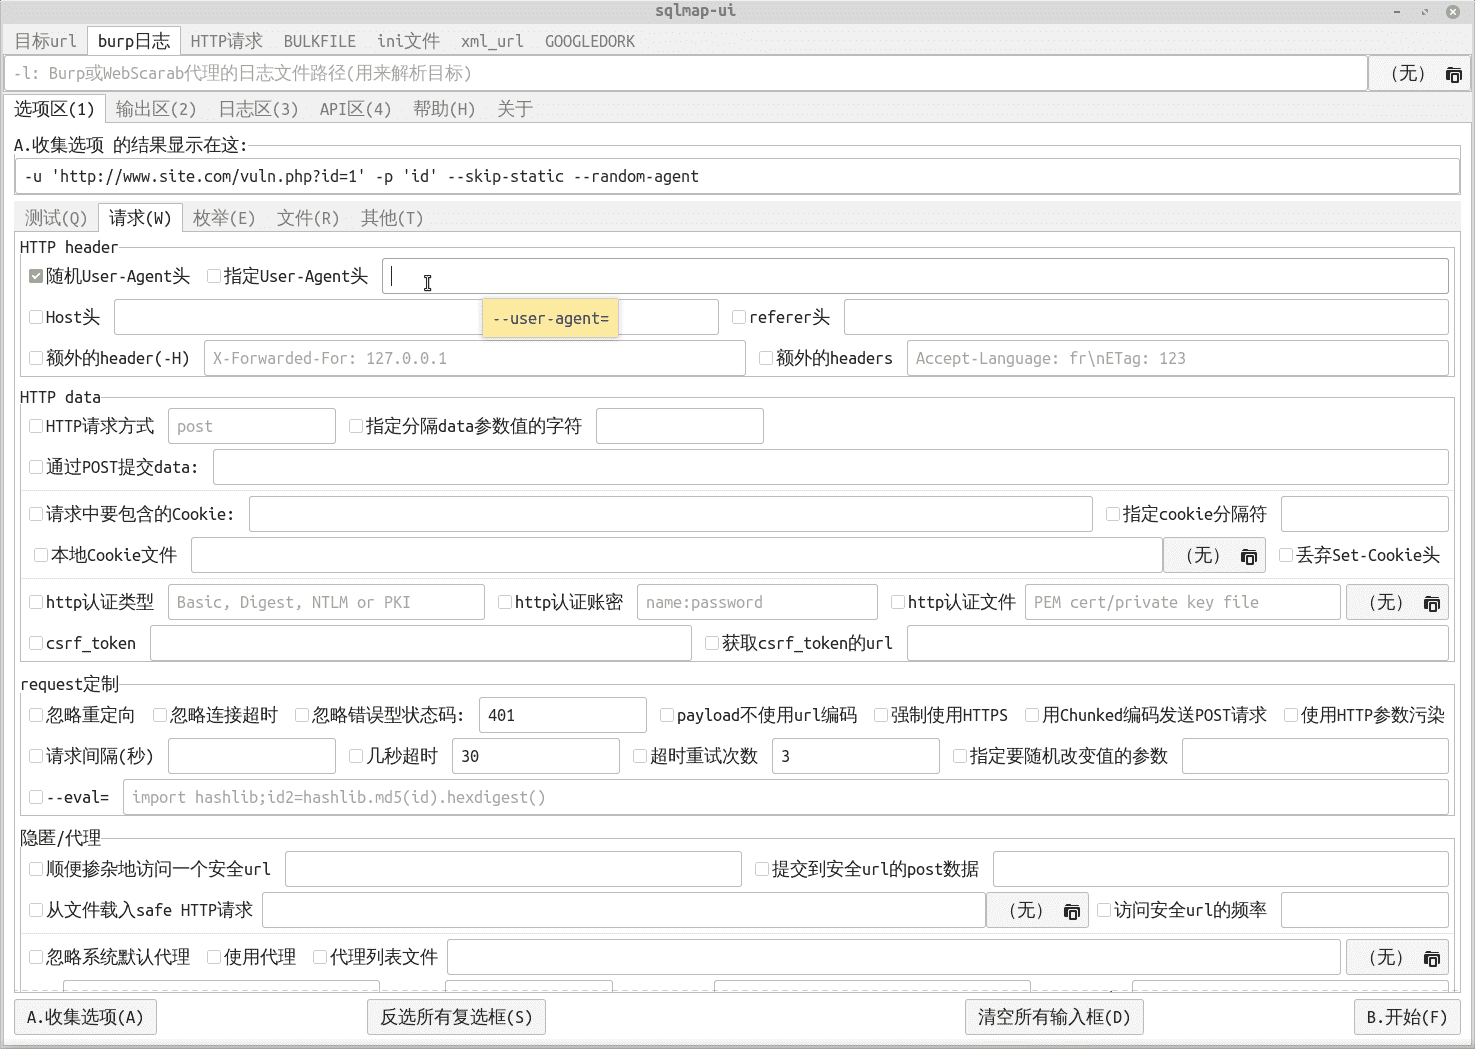 sqlmap-ui
目标url burp日志 HTTP请求 BULKFILE ini文件 xml_url GOOGLEDORK
-l: Burp或WebScarab代理的日志文件路径(用来解析目标) (无)
选项区(1) 输出区(2) 日志区(3) API区(4) 帮助(H) 关于
A.收集选项 的结果显示在这:
-u 'http://www.site.com/vuln.php?id=1' -p 'id' --skip-static --random-agent
测试(Q) 请求(W) 枚举(E) 文件(R) 其他(T)
HTTP header
随机User-Agent头 指定User-Agent头
Host头 --user-agent= referer头
额外的header(-H) X-Forwarded-For: 127.0.0.1 额外的headers Accept-Language: fr\nETag: 123
HTTP data
HTTP请求方式 post 指定分隔data参数值的字符
通过POST提交data:
请求中要包含的Cookie: 指定cookie分隔符
本地Cookie文件 (无) 丢弃Set-Cookie头
http认证类型 Basic, Digest, NTLM or PKI http认证账密 name:password http认证文件 PEM cert/private key file (无)
csrf_token 获取csrf_token的url
request定制
忽略重定向 忽略连接超时 忽略错误型状态码: 401 payload不使用url编码 强制使用HTTPS 用Chunked编码发送POST请求 使用HTTP参数污染
请求间隔(秒) 几秒超时 30 超时重试次数 3 指定要随机改变值的参数
--eval= import hashlib;id2=hashlib.md5(id).hexdigest()
隐匿/代理
顺便掺杂地访问一个安全url 提交到安全url的post数据
从文件载入safe HTTP请求 (无) 访问安全url的频率
忽略系统默认代理 使用代理 代理列表文件 (无)
A.收集选项(A) 反选所有复选框(S) 清空所有输入框(D) B.开始(F)